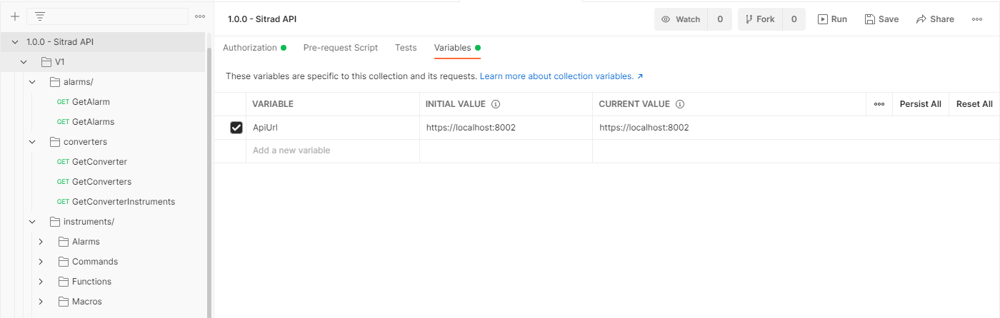 1.0.0 - Sitrad API
V1
alarms/
GET GetAlarm
GET GetAlarms
converters
GET GetConverter
GET GetConverters
GET GetConverterInstruments
instruments/
Alarms
Commands
Functions
Macros
1.0.0 - Sitrad API
Watch 0
Fork 0
Run
Save
Share
Authorization
Pre-request Script
Tests
Variables
These variables are specific to this collection and its requests. Learn more about collection variables. ↗
VARIABLE
INITIAL VALUE
CURRENT VALUE
Persist All
Reset All
ApiUrl
https://localhost:8002
https://localhost:8002
Add a new variable